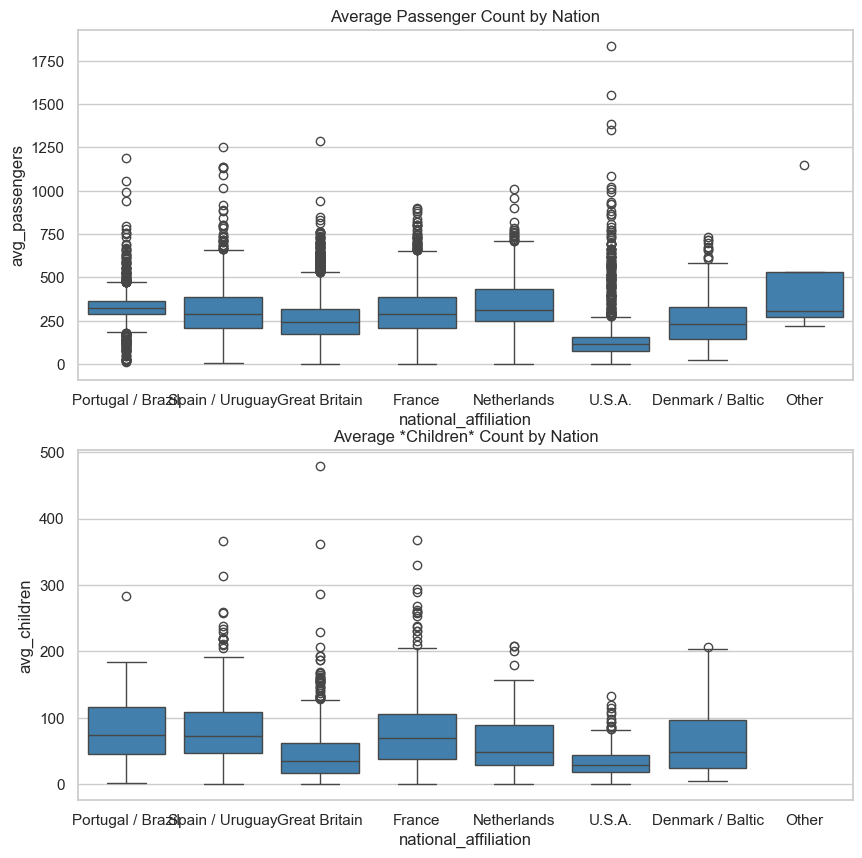 Average Passenger Count by Nation
avg_passengers
1750
1500
1250
1000
750
500
250
0
Portugal / Brazil Spain / Uruguay Great Britain France Netherlands U.S.A. Denmark / Baltic Other
national_affiliation
Average *Children* Count by Nation
avg_children
500
400
300
200
100
0
Portugal / Brazil Spain / Uruguay Great Britain France Netherlands U.S.A. Denmark / Baltic Other
national_affiliation